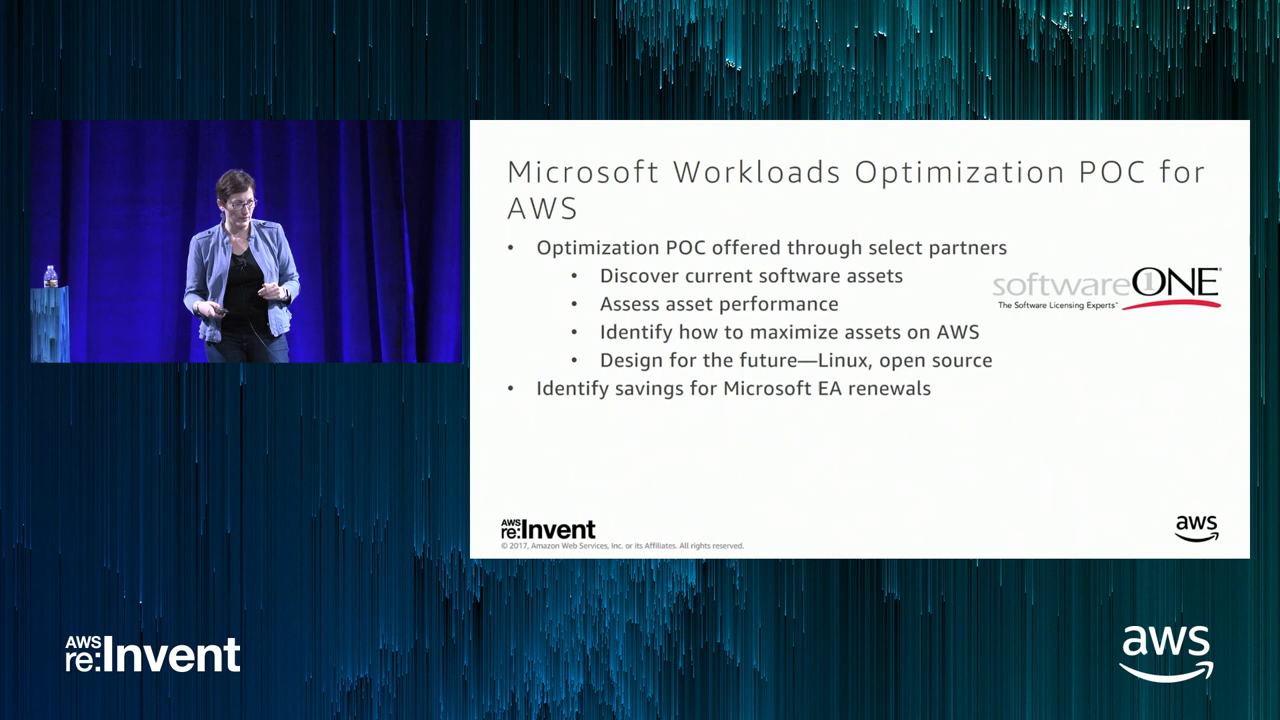 Microsoft Workloads Optimization POC for
AWS
• Optimization POC offered through select partners
• Discover current software assets
• Assess asset performance
• Identify how to maximize assets on AWS
• Design for the future—Linux, open source
• Identify savings for Microsoft EA renewals
software1ONE®
The Software Licensing Experts™
AWS
re:Invent
© 2017, Amazon Web Services, Inc. or its Affiliates. All rights reserved.
aws
AWS
re:Invent
aws